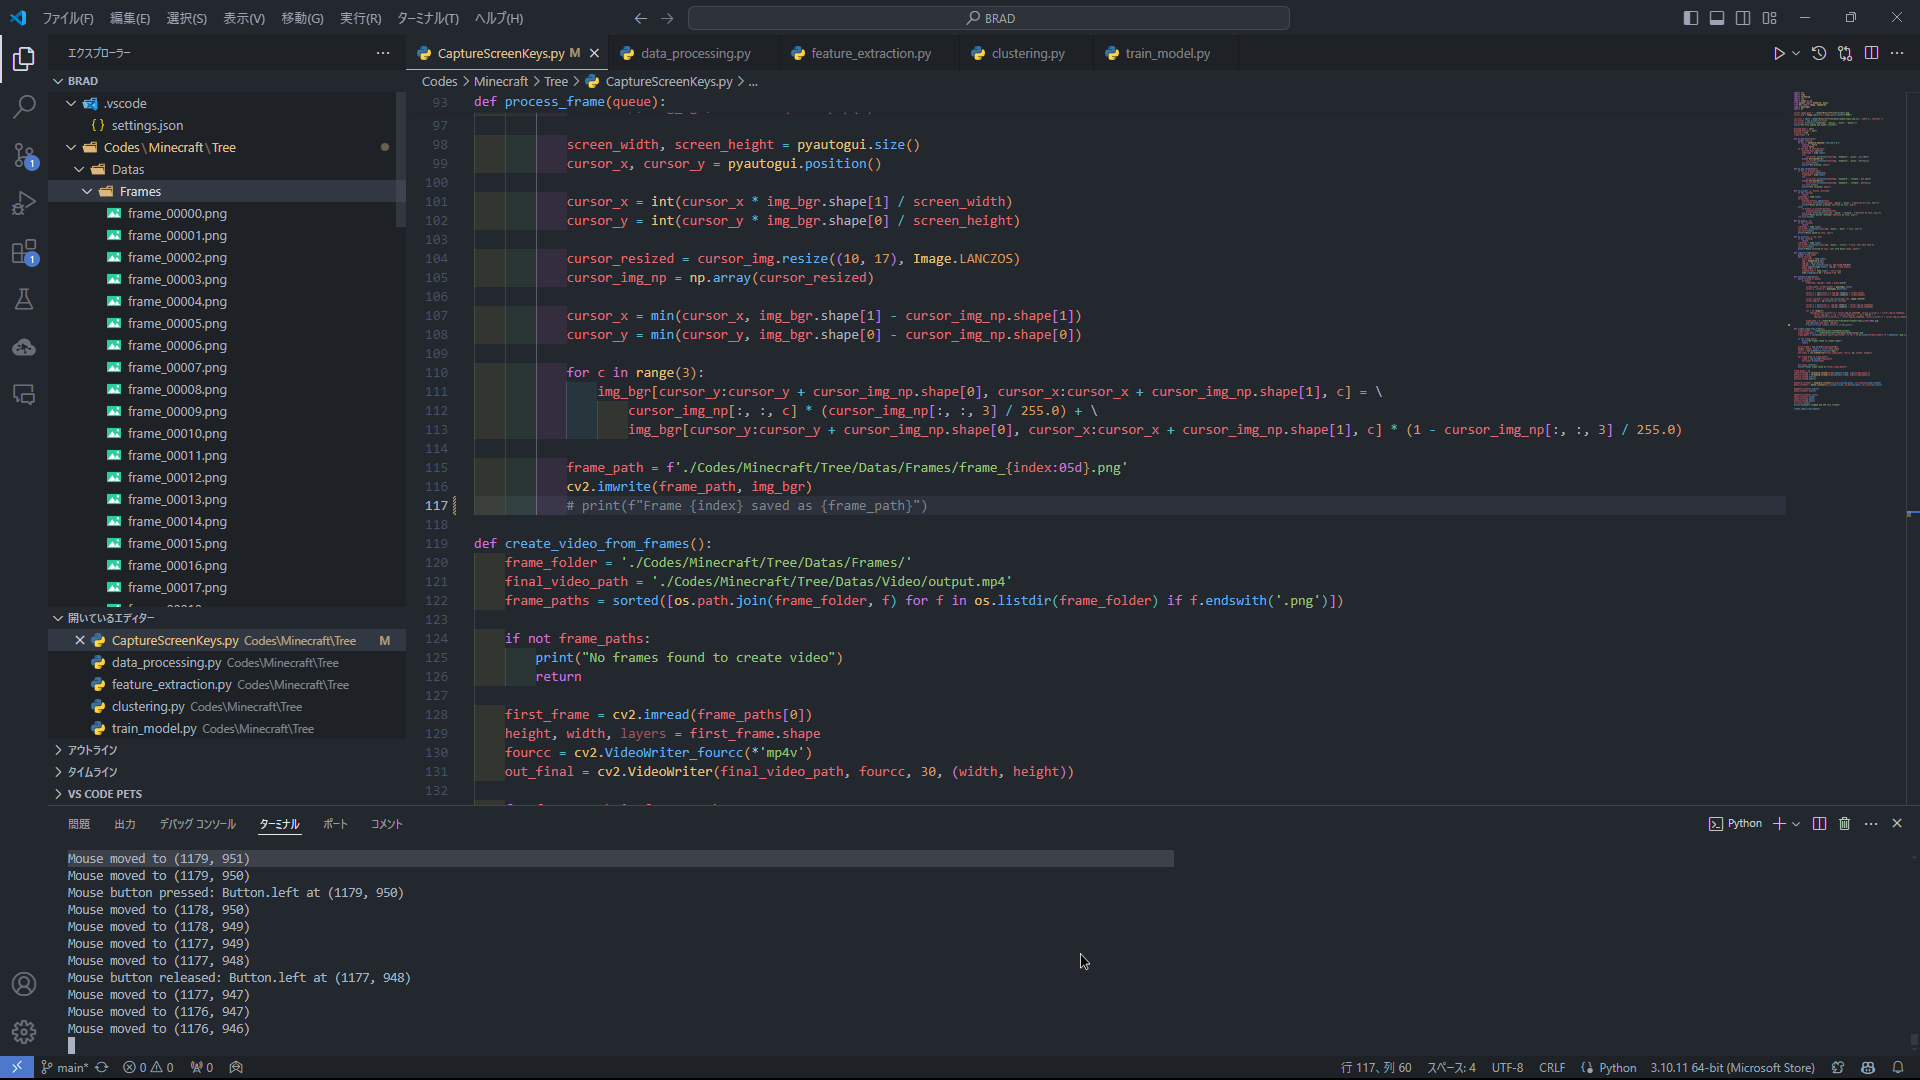 ファイル(F) 編集(E) 選択(S) 表示(V) 移動(G) 実行(R) ターミナル(T) ヘルプ(H)
BRAD
エクスプローラー
CaptureScreenKeys.py M
data_processing.py
feature_extraction.py
clustering.py
train_model.py
BRAD
.vscode
settings.json
Codes\Minecraft\Tree
Datas
Frames
frame_00000.png
frame_00001.png
frame_00002.png
frame_00003.png
frame_00004.png
frame_00005.png
frame_00006.png
frame_00007.png
frame_00008.png
frame_00009.png
frame_00010.png
frame_00011.png
frame_00012.png
frame_00013.png
frame_00014.png
frame_00015.png
frame_00016.png
frame_00017.png
開いているエディター
CaptureScreenKeys.py Codes\Minecraft\Tree M
data_processing.py Codes\Minecraft\Tree
feature_extraction.py Codes\Minecraft\Tree
clustering.py Codes\Minecraft\Tree
train_model.py Codes\Minecraft\Tree
アウトライン
タイムライン
VS CODE PETS
Codes > Minecraft > Tree > CaptureScreenKeys.py > ...
93 def process_frame(queue):
97
98 screen_width, screen_height = pyautogui.size()
99 cursor_x, cursor_y = pyautogui.position()
100
101 cursor_x = int(cursor_x * img_bgr.shape[1] / screen_width)
102 cursor_y = int(cursor_y * img_bgr.shape[0] / screen_height)
103
104 cursor_resized = cursor_img.resize((10, 17), Image.LANCZOS)
105 cursor_img_np = np.array(cursor_resized)
106
107 cursor_x = min(cursor_x, img_bgr.shape[1] - cursor_img_np.shape[1])
108 cursor_y = min(cursor_y, img_bgr.shape[0] - cursor_img_np.shape[0])
109
110 for c in range(3):
111 img_bgr[cursor_y:cursor_y + cursor_img_np.shape[0], cursor_x:cursor_x + cursor_img_np.shape[1], c] = \
112 cursor_img_np[:, :, c] * (cursor_img_np[:, :, 3] / 255.0) + \
113 img_bgr[cursor_y:cursor_y + cursor_img_np.shape[0], cursor_x:cursor_x + cursor_img_np.shape[1], c] * (1 - cursor_img_np[:, :, 3] / 255.0)
114
115 frame_path = f'./Codes/Minecraft/Tree/Datas/Frames/frame_{index:05d}.png'
116 cv2.imwrite(frame_path, img_bgr)
117 # print(f"Frame {index} saved as {frame_path}")
118
119 def create_video_from_frames():
120 frame_folder = './Codes/Minecraft/Tree/Datas/Frames/'
121 final_video_path = './Codes/Minecraft/Tree/Datas/Video/output.mp4'
122 frame_paths = sorted([os.path.join(frame_folder, f) for f in os.listdir(frame_folder) if f.endswith('.png')])
123
124 if not frame_paths:
125 print("No frames found to create video")
126 return
127
128 first_frame = cv2.imread(frame_paths[0])
129 height, width, layers = first_frame.shape
130 fourcc = cv2.VideoWriter_fourcc(*'mp4v')
131 out_final = cv2.VideoWriter(final_video_path, fourcc, 30, (width, height))
132
問題 出力 デバッグ コンソール ターミナル ポート コメント
Python
Mouse moved to (1179, 951)
Mouse moved to (1179, 950)
Mouse button pressed: Button.left at (1179, 950)
Mouse moved to (1178, 950)
Mouse moved to (1178, 949)
Mouse moved to (1177, 949)
Mouse moved to (1177, 948)
Mouse button released: Button.left at (1177, 948)
Mouse moved to (1177, 947)
Mouse moved to (1176, 947)
Mouse moved to (1176, 946)
main* 0 0 0
行 117、列 60 スペース: 4 UTF-8 CRLF Python 3.10.11 64-bit (Microsoft Store)